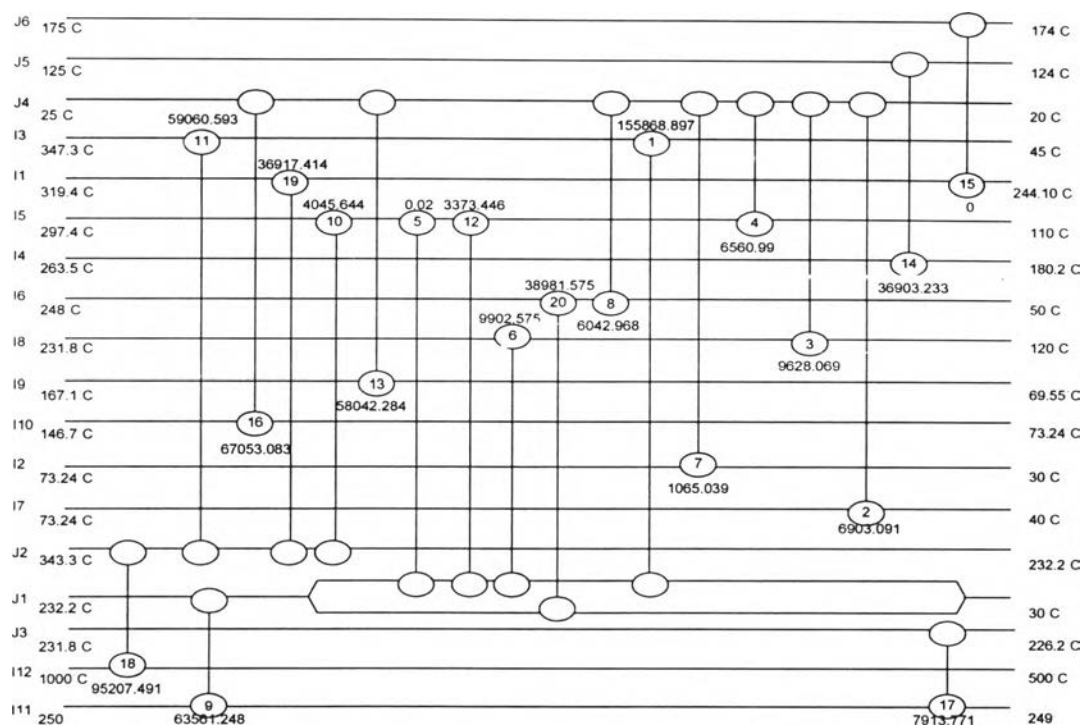 J6 175 C 174 C
J5 125 C 124 C
J4 25 C 20 C
59060.593 155868.897
I3 347.3 C 11 1 45 C
36917.414
I1 319.4 C 19 15 244.10 C
4045.644 0.02 3373.446 0
I5 297.4 C 10 5 12 4 110 C
6560.99
I4 263.5 C 14 180.2 C
38981.575 36903.233
I6 248 C 20 8 50 C
9902.575 6042.968
I8 231.8 C 6 3 120 C
9628.069
I9 167.1 C 13 69.55 C
58042.284
I10 146.7 C 16 73.24 C
67053.083
I2 73.24 C 7 30 C
1065.039
I7 73.24 C 2 40 C
6903.091
J2 343.3 C 232.2 C
J1 232.2 C 30 C
J3 231.8 C 226.2 C
I12 1000 C 18 500 C
95207.491
I11 250 9 17 249
7913.771